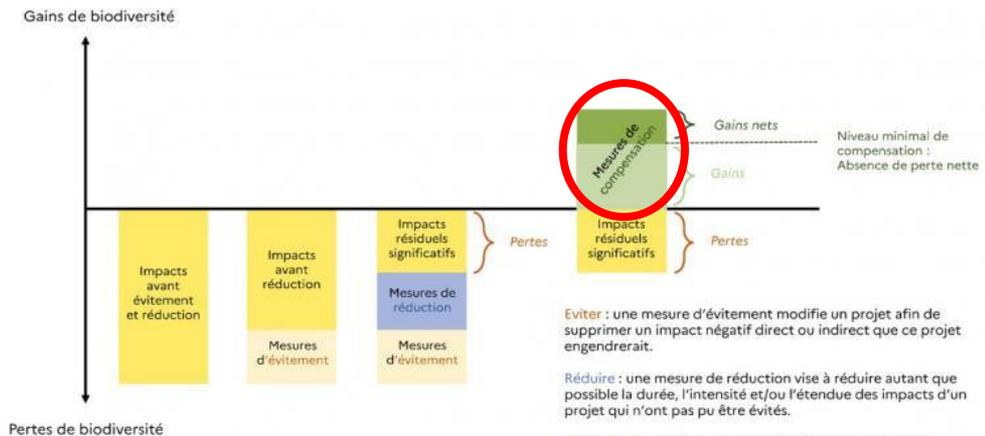 Gains de biodiversité
Mesures de
compensation
Gains nets
Gains
Niveau minimal de
compensation :
Absence de perte nette
Impacts
avant
évitement
et réduction
Impacts
avant
réduction
Mesures
d'évitement
Impacts
résiduels
significatifs
Pertes
Mesures de
réduction
Mesures
d'évitement
Impacts
résiduels
significatifs
Pertes
Pertes de biodiversité
Eviter : une mesure d'évitement modifie un projet afin de
supprimer un impact négatif direct ou indirect que ce projet
engendrerait.
Réduire : une mesure de réduction vise à réduire autant que
possible la durée, l'intensité et/ou l'étendue des impacts d'un
projet qui n'ont pas pu être évités.